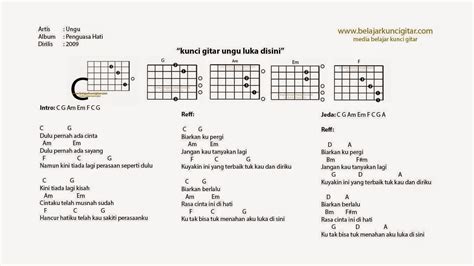 Artis : Ungu
Album : Penguasa Hati
Dirilis : 2009
www.belajarkuncigitar.com
media belajar kunci gitar
“kunci gitar ungu luka disini”
C
G
Am
Em
F
Intro: C G Am Em F C G
C G
Dulu pernah ada cinta
Am Em
Dulu pernah ada sayang
F C G
Namun kini tiada lagi perasaan seperti dulu
C G
Kini tiada lagi kisah
Am Em
Cintaku telah musnah sudah
F C G
Hancur hatiku telah kau sakiti perasaanku
Reff:
C G
Biarkan ku pergi
Am Em
Jangan kau tanyakan lagi
F C G
Kuyakin ini yang terbaik tuk kau dan diriku
C G
Biarkan berlalu
Am Em
Rasa cinta ini di hati
F C G
Ku tak bisa tuk menahan aku luka di sini
Jeda: C G Am Em F C G A
Reff:
D A
Biarkan ku pergi
Bm F#m
Jangan kau tanyakan lagi
G D A
Kuyakin ini yang terbaik tuk kau dan diriku
D A
Biarkan berlalu
Bm F#m
Rasa cinta ini di hati
G D A
Ku tak bisa tuk menahan aku luka di sini